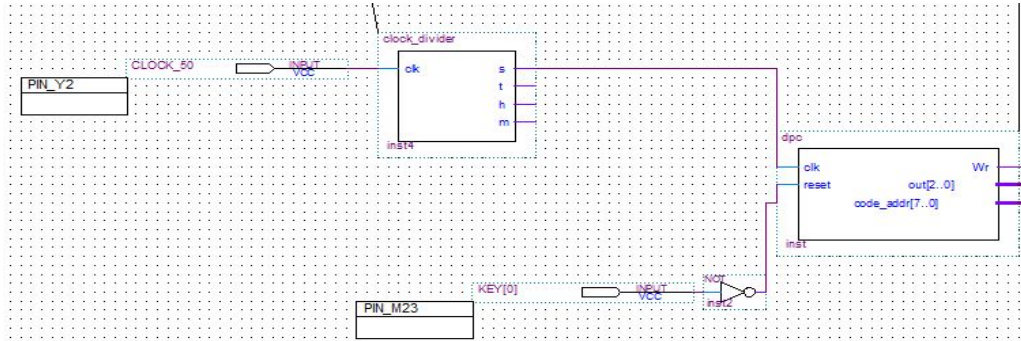 clock_divider
CLOCK_50
INPUT
VCC
PIN_Y2
clk
s
t
h
m
inst4
dpc
clk
reset
Wr
out[2..0]
code_addr[7..0]
inst
KEY[0]
INPUT
VCC
NOT
inst2
PIN_M23